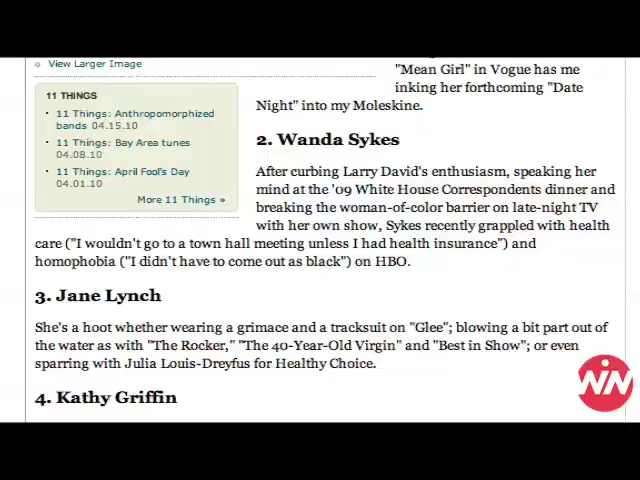 View Larger Image
11 THINGS
11 Things: Anthropomorphized
bands 04.15.10
11 Things: Bay Area tunes
04.08.10
11 Things: April Fool's Day
04.01.10
More 11 Things »
"Mean Girl" in Vogue has me
inking her forthcoming "Date
Night" into my Moleskine.
2. Wanda Sykes
After curbing Larry David's enthusiasm, speaking her
mind at the '09 White House Correspondents dinner and
breaking the woman-of-color barrier on late-night TV
with her own show, Sykes recently grappled with health
care ("I wouldn't go to a town hall meeting unless I had health insurance") and
homophobia ("I didn't have to come out as black") on HBO.
3. Jane Lynch
She's a hoot whether wearing a grimace and a tracksuit on "Glee"; blowing a bit part out of
the water as with "The Rocker," "The 40-Year-Old Virgin" and "Best in Show"; or even
sparring with Julia Louis-Dreyfus for Healthy Choice.
4. Kathy Griffin
WN